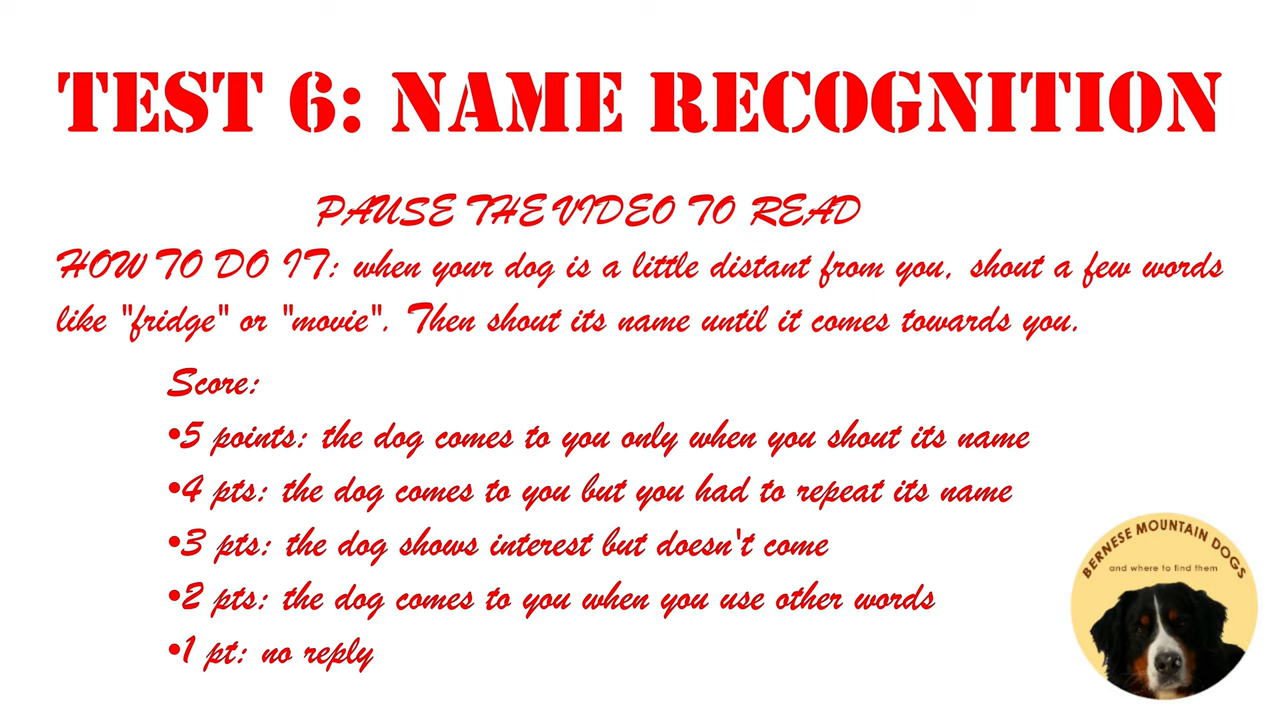 TEST 6: NAME RECOGNITION
PAUSE THE VIDEO TO READ
HOW TO DO IT: when your dog is a little distant from you, shout a few words
like "fridge" or "movie". Then shout its name until it comes towards you.
Score:
•5 points: the dog comes to you only when you shout its name
•4 pts: the dog comes to you but you had to repeat its name
•3 pts: the dog shows interest but doesn't come
•2 pts: the dog comes to you when you use other words
•1 pt: no reply
BERNESE MOUNTAIN DOGS
and where to find them